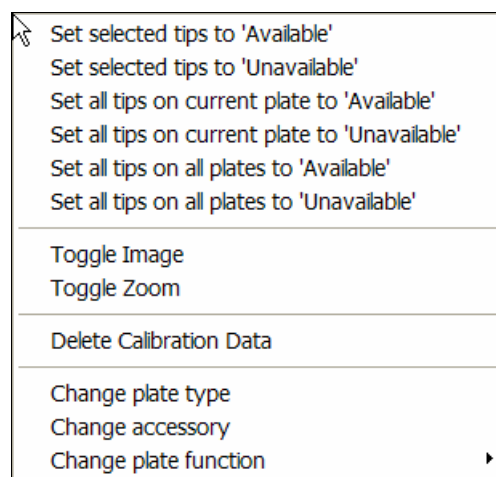 Set selected tips to 'Available'
Set selected tips to 'Unavailable'
Set all tips on current plate to 'Available'
Set all tips on current plate to 'Unavailable'
Set all tips on all plates to 'Available'
Set all tips on all plates to 'Unavailable'
Toggle Image
Toggle Zoom
Delete Calibration Data
Change plate type
Change accessory
Change plate function